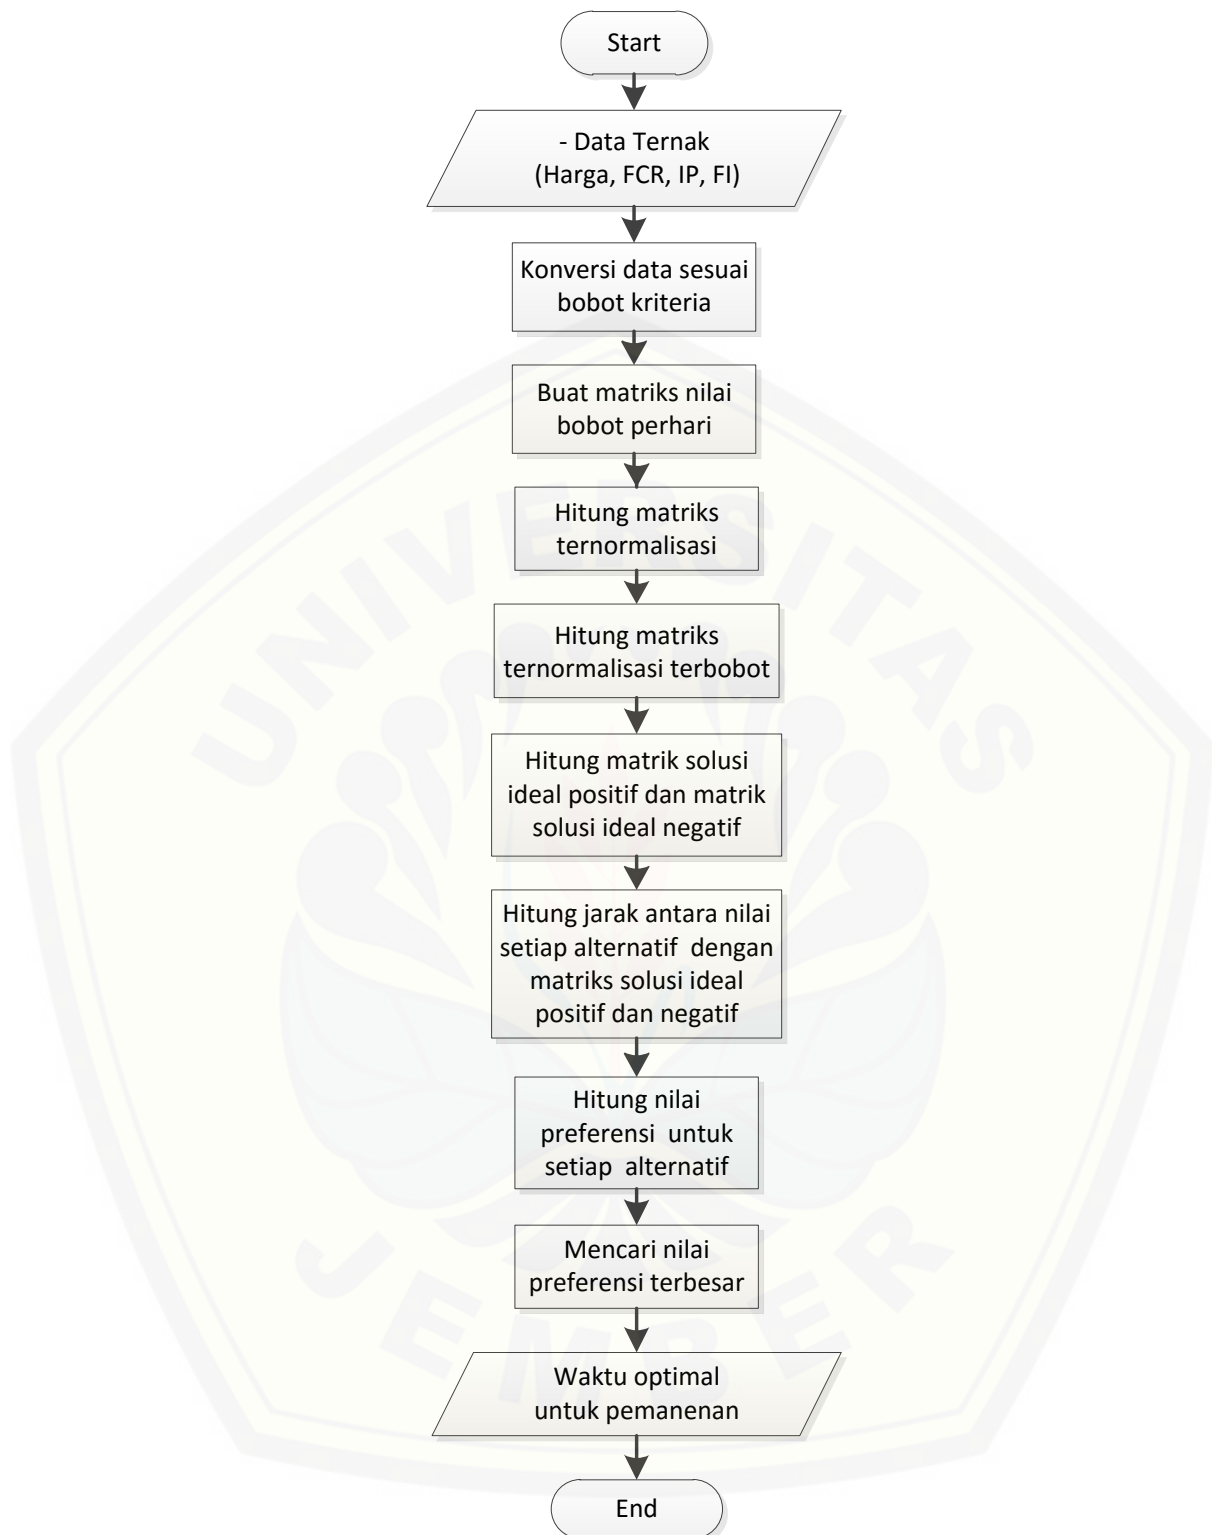 Start
- Data Ternak
(Harga, FCR, IP, FI)
Konversi data sesuai
bobot kriteria
Buat matriks nilai
bobot perhari
Hitung matriks
ternormalisasi
Hitung matriks
ternormalisasi terbobot
Hitung matrik solusi
ideal positif dan matrik
solusi ideal negatif
Hitung jarak antara nilai
setiap alternatif dengan
matriks solusi ideal
positif dan negatif
Hitung nilai
preferensi untuk
setiap alternatif
Mencari nilai
preferensi terbesar
Waktu optimal
untuk pemanenan
End
UNIVERSITAS
JEMBER